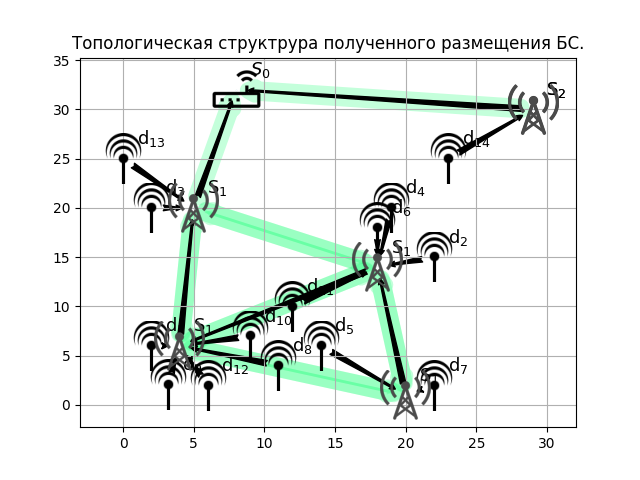 Топологическая структрура полученного размещения БС.
35
S0
30
S2
d13
d14
25
d3
S1
d4
20
d6
S1
d2
15
10
d10
S1
d5
d8
5
d12
d7
0
0 5 10 15 20 25 30